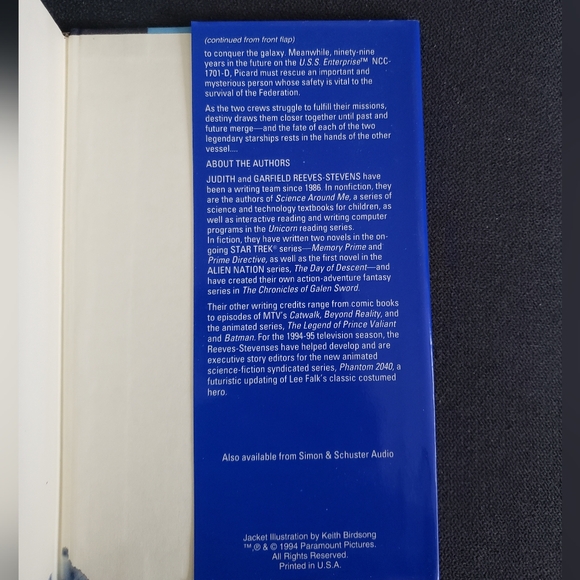 (continued from front flap)
to conquer the galaxy. Meanwhile, ninety-nine
years in the future on the U.S.S. Enterprise™ NCC-
1701-D, Picard must rescue an important and
mysterious person whose safety is vital to the
survival of the Federation.
As the two crews struggle to fulfill their missions,
destiny draws them closer together until past and
future merge—and the fate of each of the two
legendary starships rests in the hands of the other
vessel....
ABOUT THE AUTHORS
JUDITH and GARFIELD REEVES-STEVENS have
been a writing team since 1986. In nonfiction, they
are the authors of Science Around Me, a series of
science and technology textbooks for children, as
well as interactive reading and writing computer
programs in the Unicorn reading series.
In fiction, they have written two novels in the on-
going STAR TREK® series—Memory Prime and
Prime Directive, as well as the first novel in the
ALIEN NATION series, The Day of Descent—and
have created their own action-adventure fantasy
series in The Chronicles of Galen Sword.
Their other writing credits range from comic books
to episodes of MTV's Catwalk, Beyond Reality, and
the animated series, The Legend of Prince Valiant
and Batman. For the 1994-95 television season, the
Reeves-Stevenses have helped develop and are
executive story editors for the new animated
science-fiction syndicated series, Phantom 2040, a
futuristic updating of Lee Falk's classic costumed
hero.
Also available from Simon & Schuster Audio
Jacket Illustration by Keith Birdsong
™,® & © 1994 Paramount Pictures.
All Rights Reserved.
Printed in U.S.A.